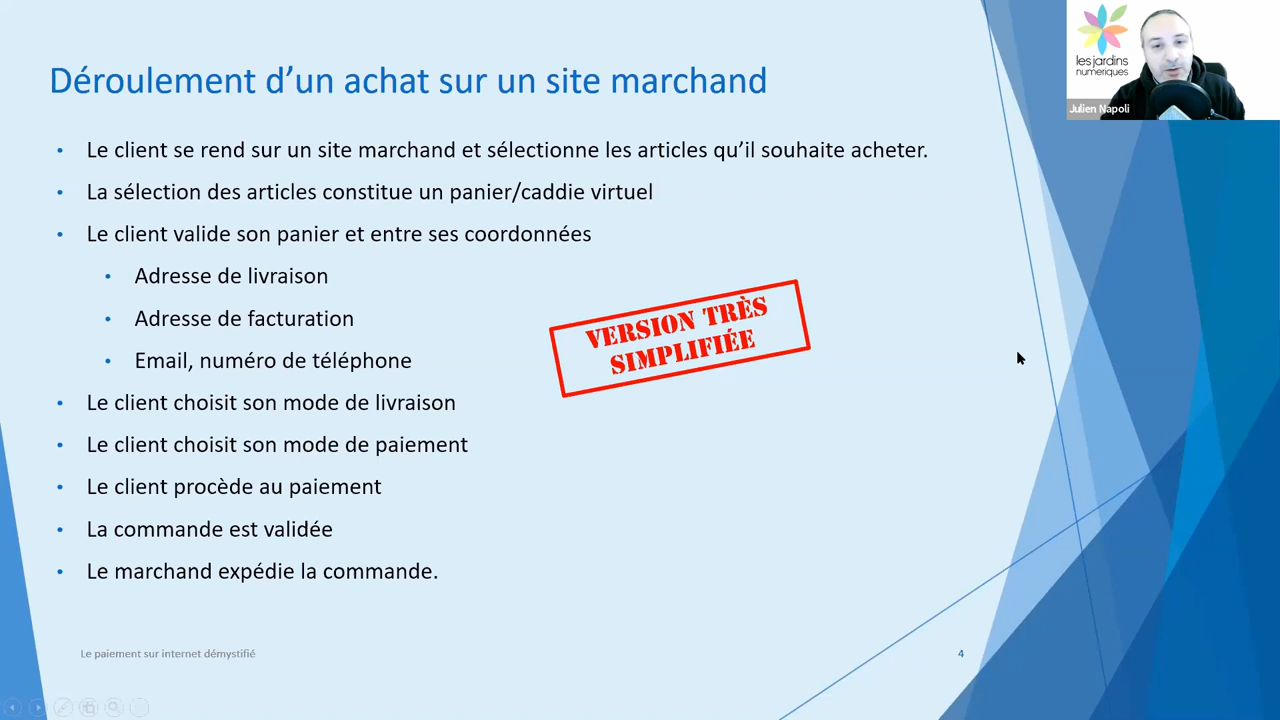 Déroulement d’un achat sur un site marchand
les jardins
numeriques
Julien Napoli
Le client se rend sur un site marchand et sélectionne les articles qu’il souhaite acheter.
La sélection des articles constitue un panier/caddie virtuel
Le client valide son panier et entre ses coordonnées
Adresse de livraison
Adresse de facturation
Email, numéro de téléphone
VERSION TRÈS
SIMPLIFIÉE
Le client choisit son mode de livraison
Le client choisit son mode de paiement
Le client procède au paiement
La commande est validée
Le marchand expédie la commande.
Le paiement sur internet démystifié
4